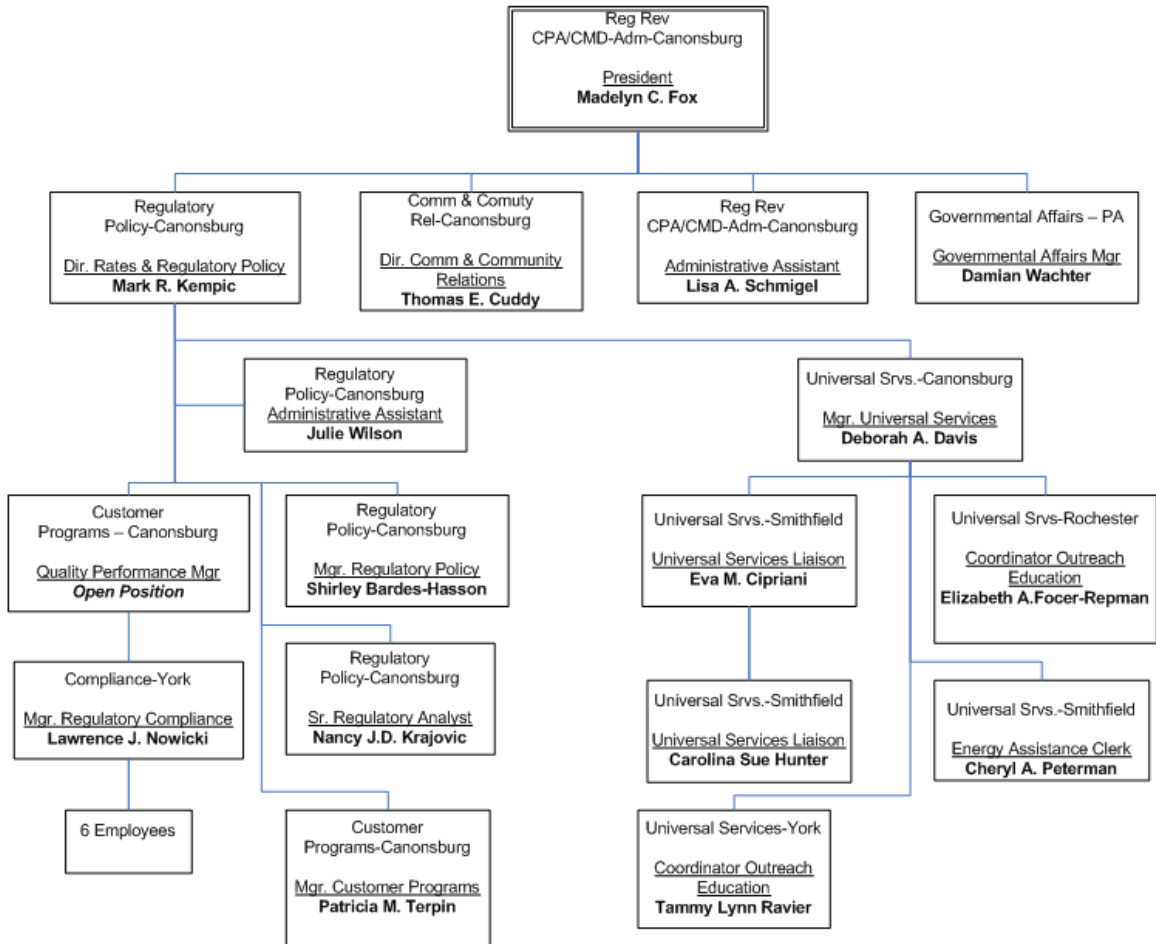 Reg Rev
CPA/CMD-Adm-Canonsburg
President
Madelyn C. Fox
Regulatory
Policy-Canonsburg
Dir. Rates & Regulatory Policy
Mark R. Kempic
Comm & Comuty
Rel-Canonsburg
Dir. Comm & Community
Relations
Thomas E. Cuddy
Reg Rev
CPA/CMD-Adm-Canonsburg
Administrative Assistant
Lisa A. Schmigel
Governmental Affairs – PA
Governmental Affairs Mgr
Damian Wachter
Regulatory
Policy-Canonsburg
Administrative Assistant
Julie Wilson
Universal Srvs.-Canonsburg
Mgr. Universal Services
Deborah A. Davis
Customer
Programs – Canonsburg
Quality Performance Mgr
Open Position
Regulatory
Policy-Canonsburg
Mgr. Regulatory Policy
Shirley Bardes-Hasson
Universal Srvs.-Smithfield
Universal Services Liaison
Eva M. Cipriani
Universal Srvs-Rochester
Coordinator Outreach
Education
Elizabeth A.Focer-Repman
Compliance-York
Mgr. Regulatory Compliance
Lawrence J. Nowicki
Regulatory
Policy-Canonsburg
Sr. Regulatory Analyst
Nancy J.D. Krajovic
Universal Srvs.-Smithfield
Universal Services Liaison
Carolina Sue Hunter
Universal Srvs.-Smithfield
Energy Assistance Clerk
Cheryl A. Peterman
6 Employees
Customer
Programs-Canonsburg
Mgr. Customer Programs
Patricia M. Terpin
Universal Services-York
Coordinator Outreach
Education
Tammy Lynn Ravier